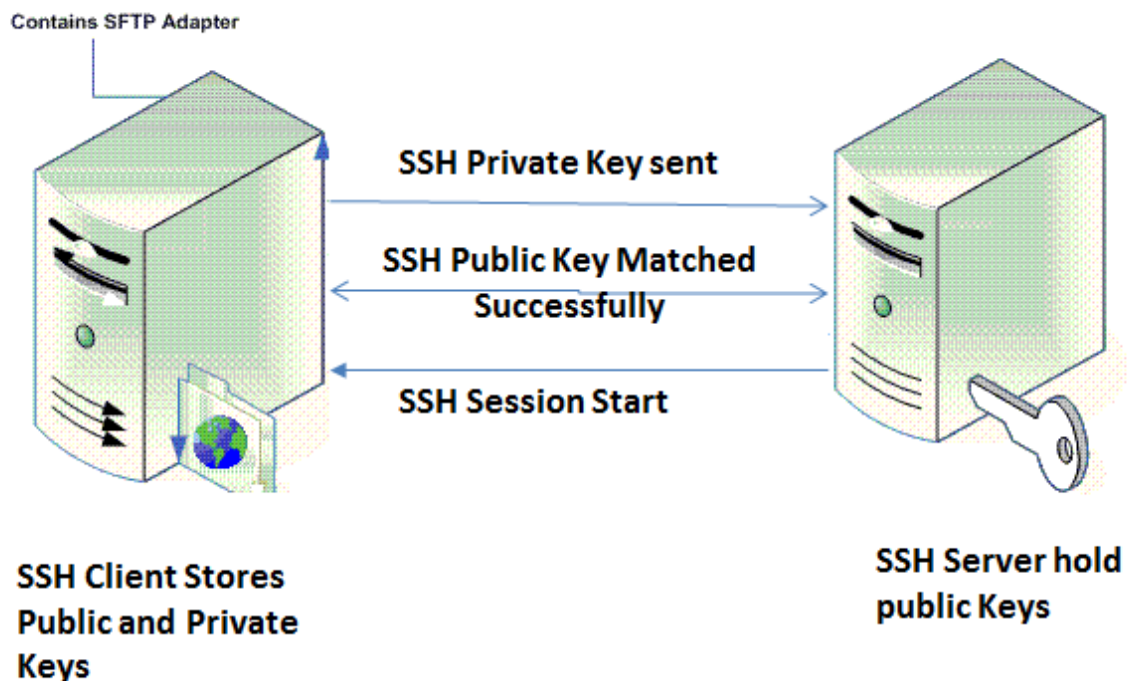 Contains SFTP Adapter
SSH Private Key sent
SSH Public Key Matched
Successfully
SSH Session Start
SSH Client Stores
Public and Private
Keys
SSH Server hold
public Keys